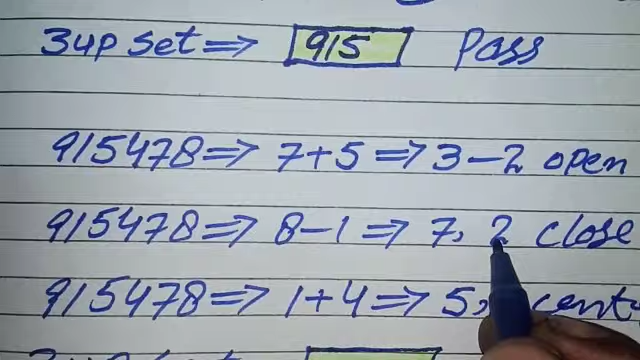 3up set ⇒ 915 Pass
915478 ⇒ 7+5 ⇒ 3-2 open
915478 ⇒ 8-1 ⇒ 7, 2 close
915478 ⇒ 1+4 ⇒ 5,